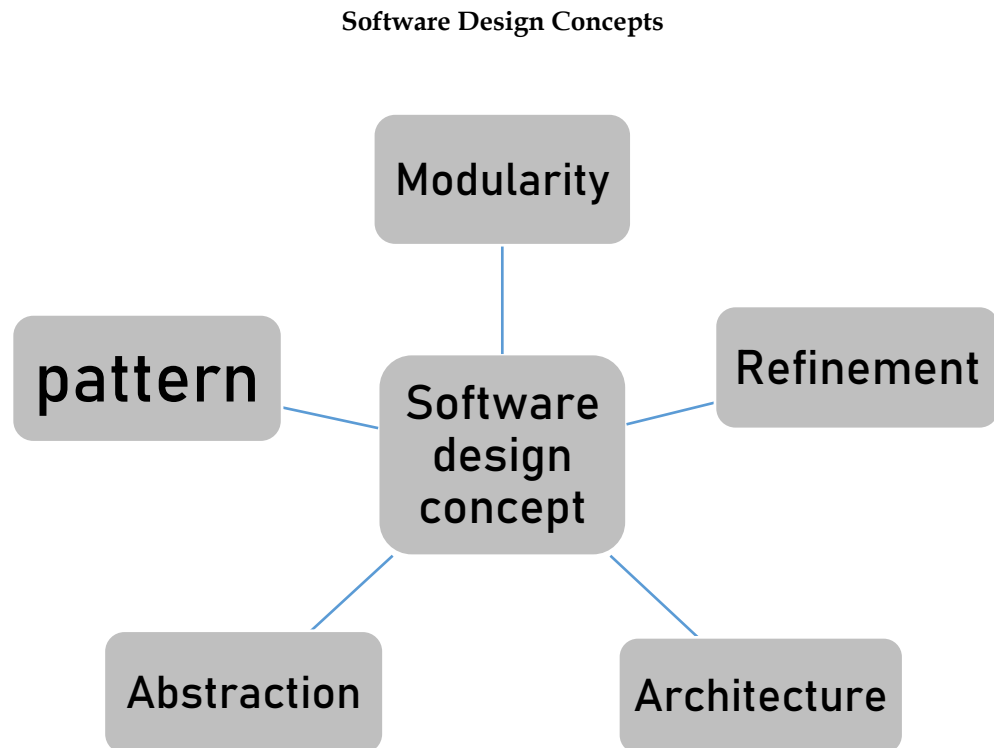 Software Design Concepts
Modularity
pattern
Refinement
Software
design
concept
Abstraction
Architecture